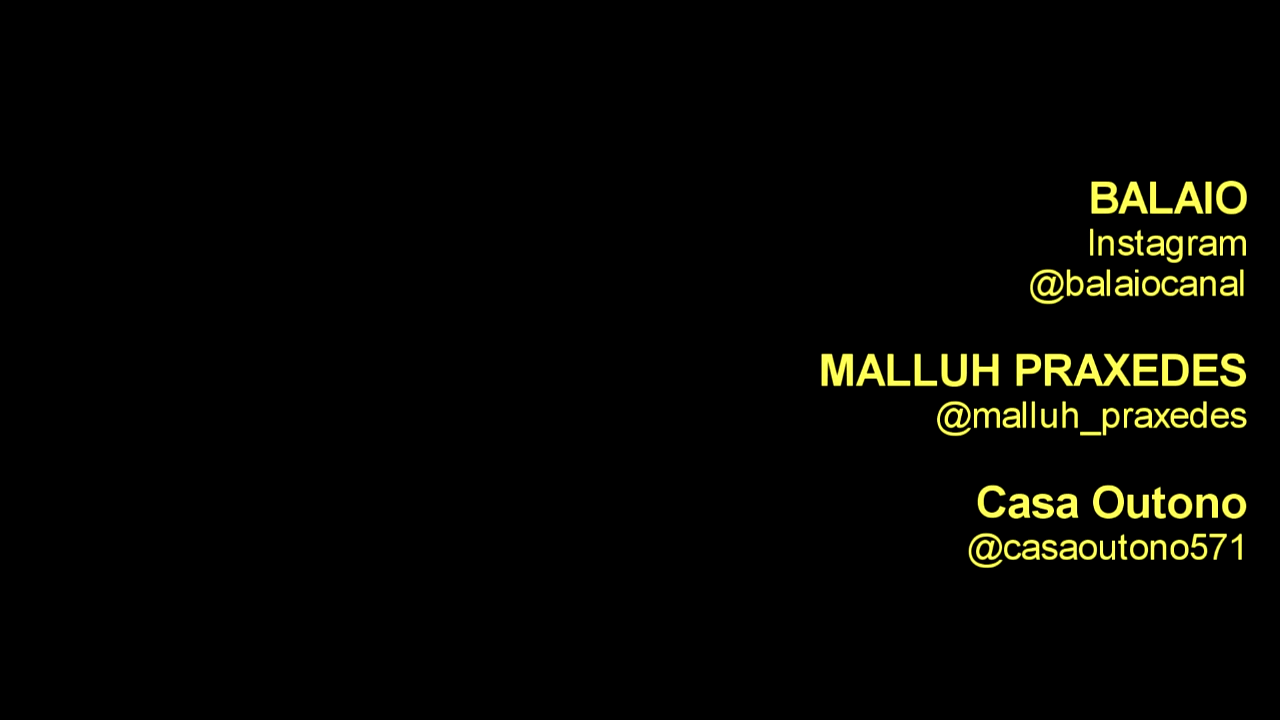 BALAIO
Instagram
@balaiocanal
MALLUH PRAXEDES
@malluh_praxedes
Casa Outono
@casaoutono571